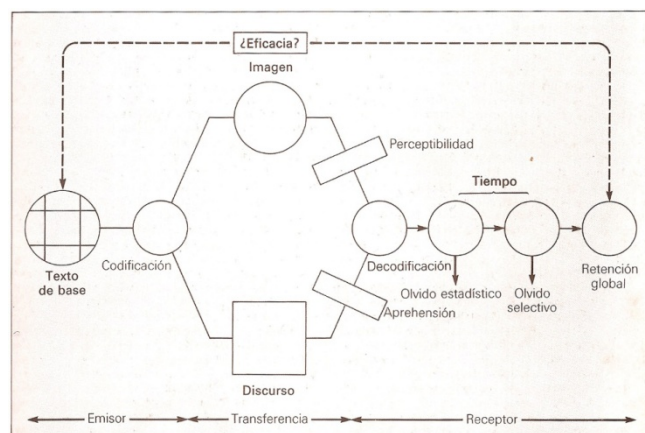 ¿Eficacia?
Imagen
Perceptibilidad
Tiempo
Codificación
Decodificación
Texto
de base
Olvido estadístico
Olvido
selectivo
Retención
global
Aprehensión
Discurso
Emisor
Transferencia
Receptor